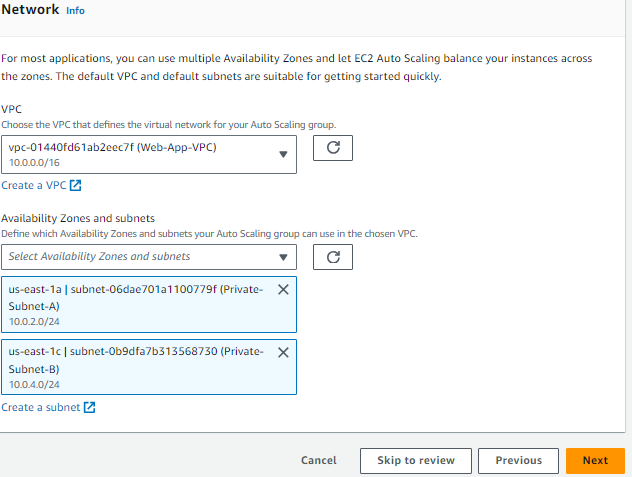 Network Info
For most applications, you can use multiple Availability Zones and let EC2 Auto Scaling balance your instances across
the zones. The default VPC and default subnets are suitable for getting started quickly.
VPC
Choose the VPC that defines the virtual network for your Auto Scaling group.
vpc-01440fd61ab2eec7f (Web-App-VPC)
10.0.0.0/16
Create a VPC
Availability Zones and subnets
Define which Availability Zones and subnets your Auto Scaling group can use in the chosen VPC.
Select Availability Zones and subnets
us-east-1a | subnet-06dae701a1100779f (Private-
Subnet-A)
10.0.2.0/24
us-east-1c | subnet-0b9dfa7b313568730 (Private-
Subnet-B)
10.0.4.0/24
Create a subnet
Cancel Skip to review Previous Next